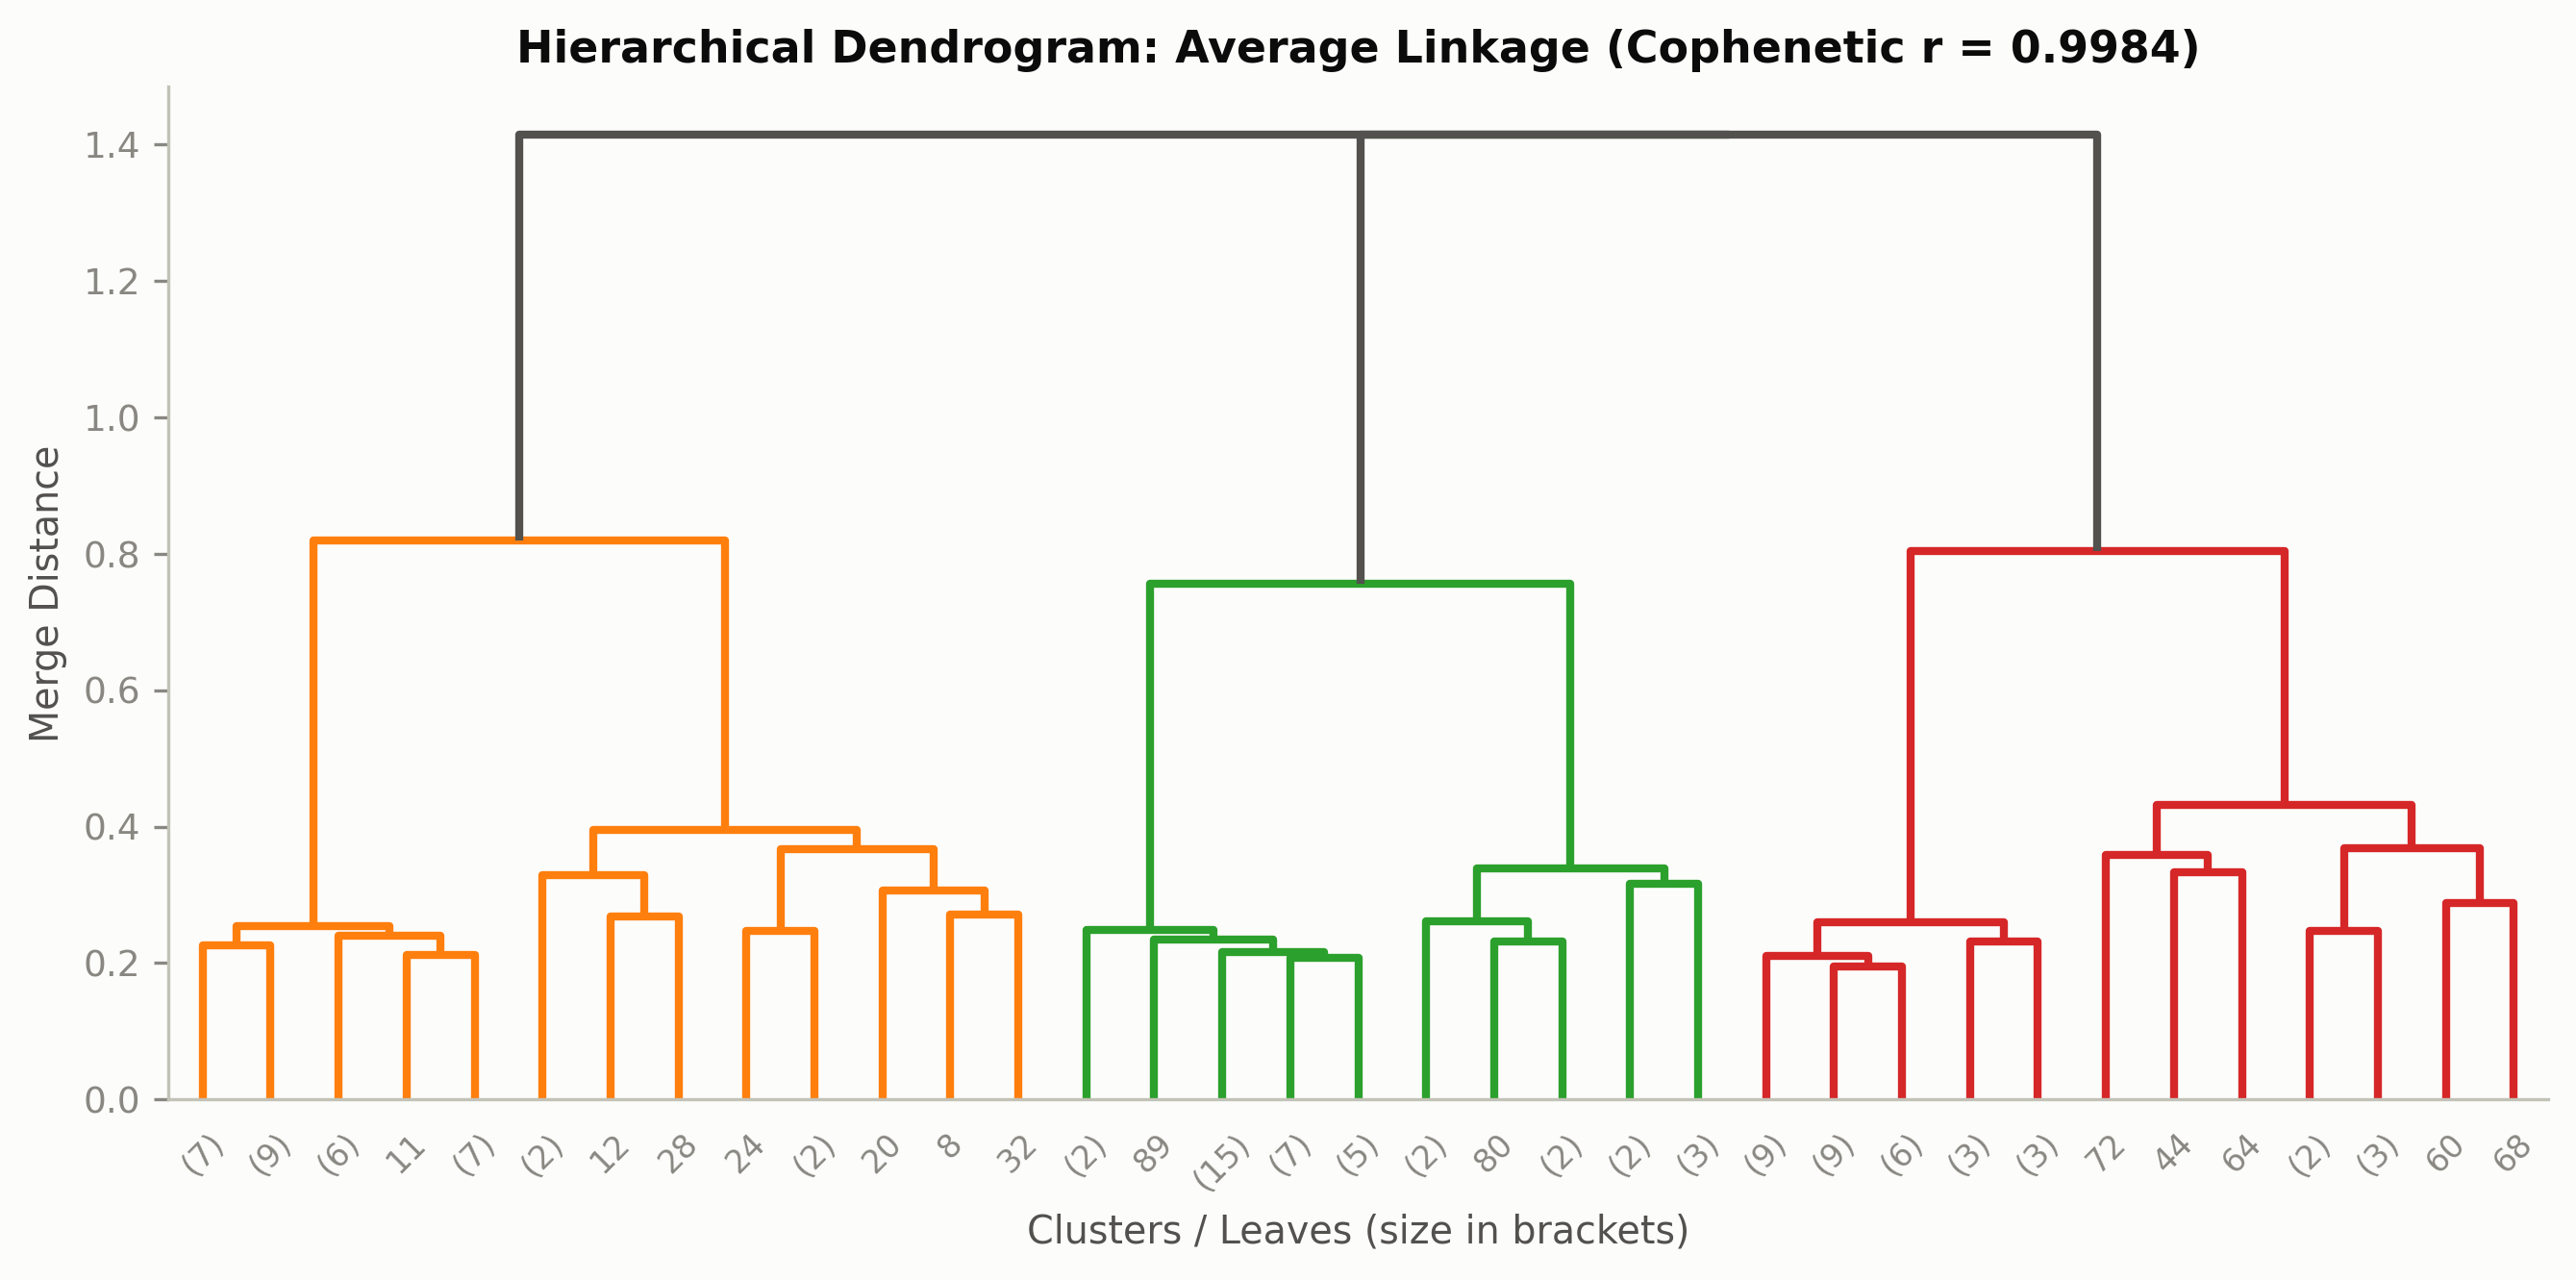 Hierarchical Dendrogram: Average Linkage (Cophenetic r = 0.9984)
Merge Distance
1.4
1.2
1.0
0.8
0.6
0.4
0.2
0.0
(7) (9) (6) 11 (7) (2) 12 28 24 (2) 20 8 32 (2) 89 (15) (7) (5) (2) 80 (2) (2) (3) (9) (9) (6) (3) (3) 72 44 64 (2) (3) 60 68
Clusters / Leaves (size in brackets)